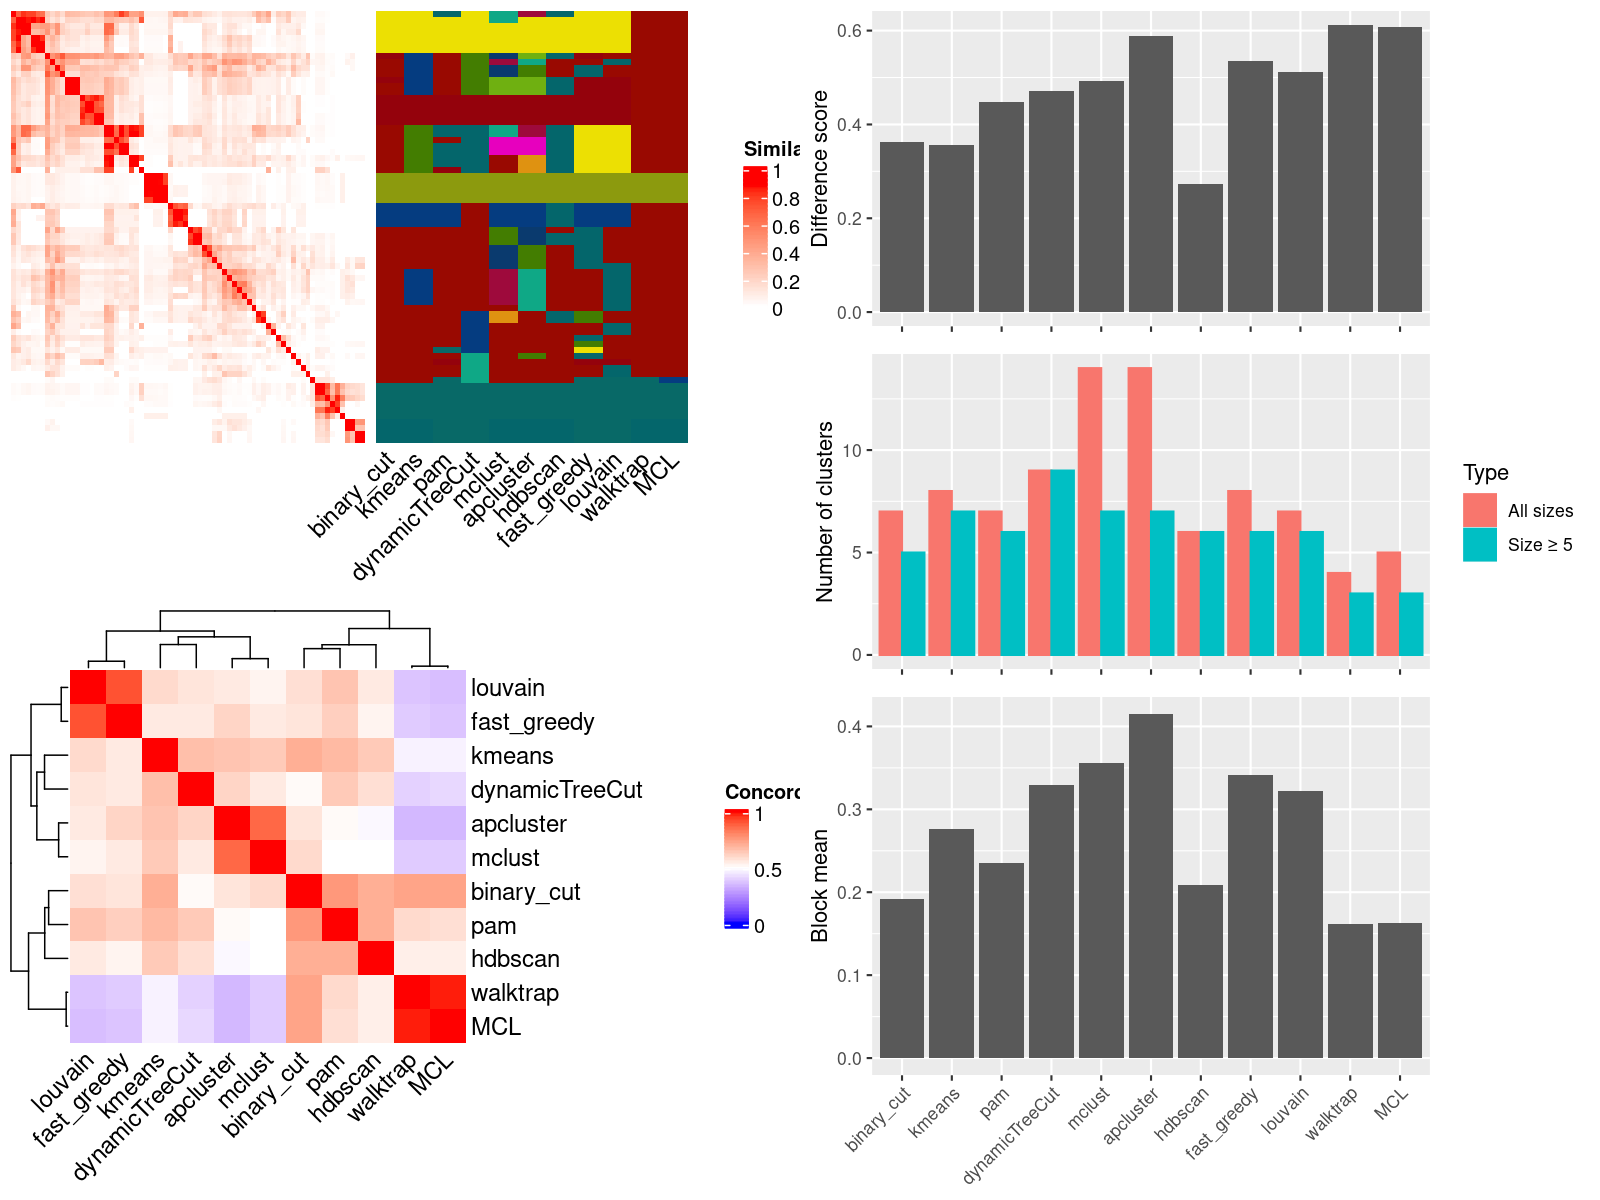 Simila
1
0.8
0.6
0.4
0.2
0
binary_cut
kmeans
pam
dynamicTreeCut
mclust
apcluster
hdbscan
fast_greedy
louvain
walktrap
MCL
louvain
fast_greedy
kmeans
dynamicTreeCut
apcluster
mclust
binary_cut
pam
hdbscan
walktrap
MCL
louvain
fast_greedy
kmeans
dynamicTreeCut
apcluster
mclust
binary_cut
pam
hdbscan
walktrap
MCL
Concord
1
0.5
0
Difference score
0.6
0.4
0.2
0.0
Number of clusters
10
5
0
Type
All sizes
Size ≥ 5
Block mean
0.4
0.3
0.2
0.1
0.0
binary_cut
kmeans
pam
dynamicTreeCut
mclust
apcluster
hdbscan
fast_greedy
louvain
walktrap
MCL